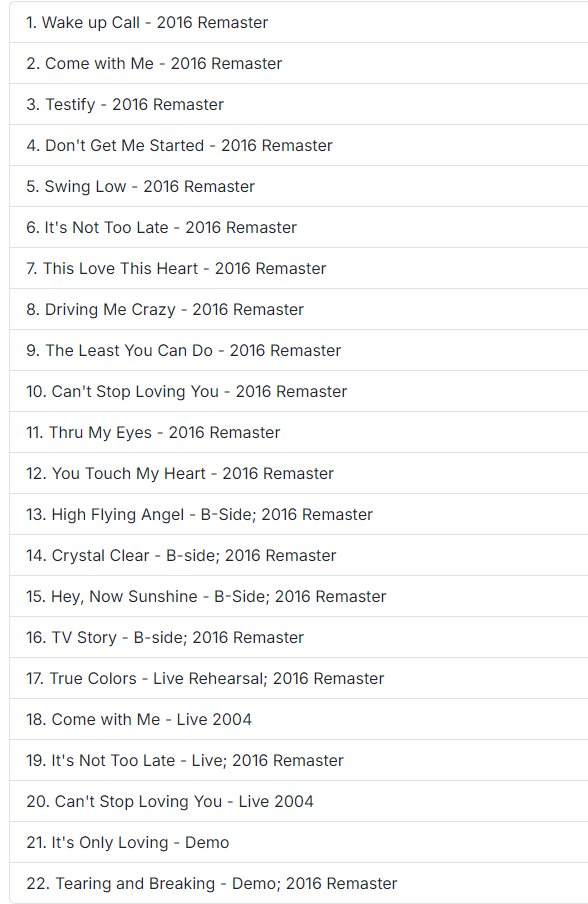 1. Wake up Call - 2016 Remaster
2. Come with Me - 2016 Remaster
3. Testify - 2016 Remaster
4. Don't Get Me Started - 2016 Remaster
5. Swing Low - 2016 Remaster
6. It's Not Too Late - 2016 Remaster
7. This Love This Heart - 2016 Remaster
8. Driving Me Crazy - 2016 Remaster
9. The Least You Can Do - 2016 Remaster
10. Can't Stop Loving You - 2016 Remaster
11. Thru My Eyes - 2016 Remaster
12. You Touch My Heart - 2016 Remaster
13. High Flying Angel - B-Side; 2016 Remaster
14. Crystal Clear - B-side; 2016 Remaster
15. Hey, Now Sunshine - B-Side; 2016 Remaster
16. TV Story - B-side; 2016 Remaster
17. True Colors - Live Rehearsal; 2016 Remaster
18. Come with Me - Live 2004
19. It's Not Too Late - Live; 2016 Remaster
20. Can't Stop Loving You - Live 2004
21. It's Only Loving - Demo
22. Tearing and Breaking - Demo; 2016 Remaster